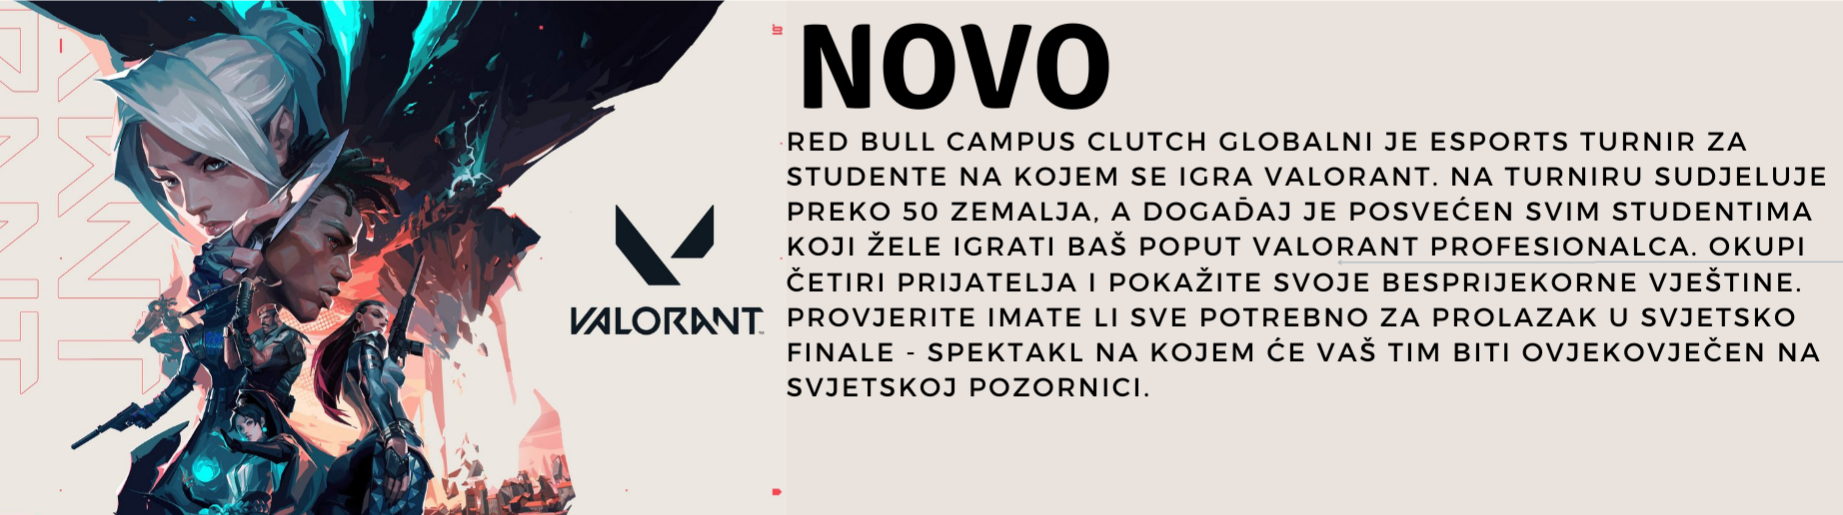 VALORANT
NOVO
RED BULL CAMPUS CLUTCH GLOBALNI JE ESPORTS TURNIR ZA
STUDENTE NA KOJEM SE IGRA VALORANT. NA TURNIRU SUDJELUJE
PREKO 50 ZEMALJA, A DOGAĐAJ JE POSVEĆEN SVIM STUDENTIMA
KOJI ŽELE IGRATI BAŠ POPUT VALORANT PROFESIONALCA. OKUPI
ČETIRI PRIJATELJA I POKAŽITE SVOJE BESPRIJEKORNE VJEŠTINE.
PROVJERITE IMATE LI SVE POTREBNO ZA PROLAZAK U SVJETSKO
FINALE - SPEKTAKL NA KOJEM ĆE VAŠ TIM BITI OVJEKOVJEČEN NA
SVJETSKOJ POZORNICI.